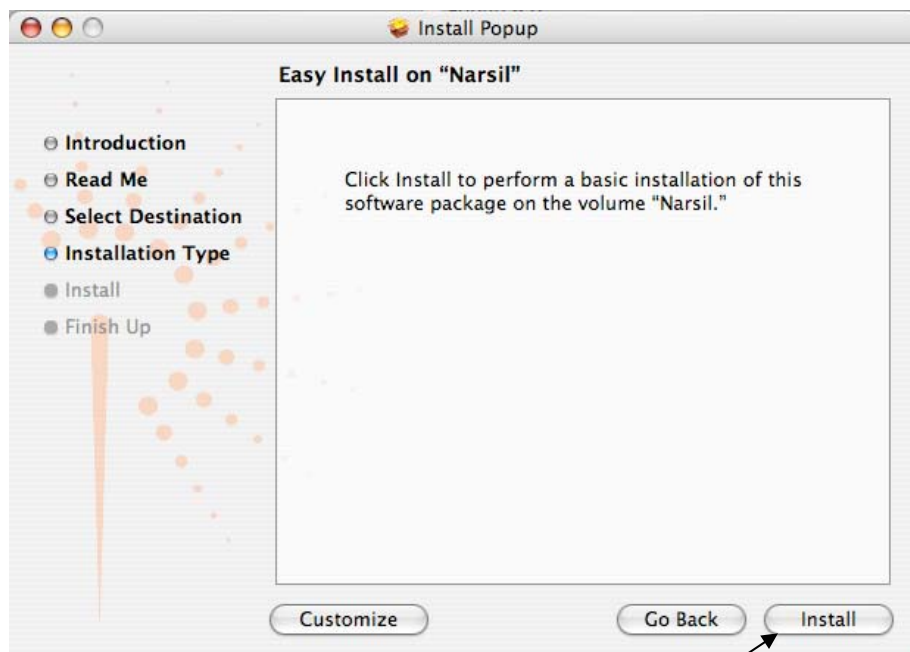 Install Popup
Easy Install on “Narsil”
Introduction
Read Me
Select Destination
Installation Type
Install
Finish Up
Click Install to perform a basic installation of this
software package on the volume “Narsil.”
Customize
Go Back
Install